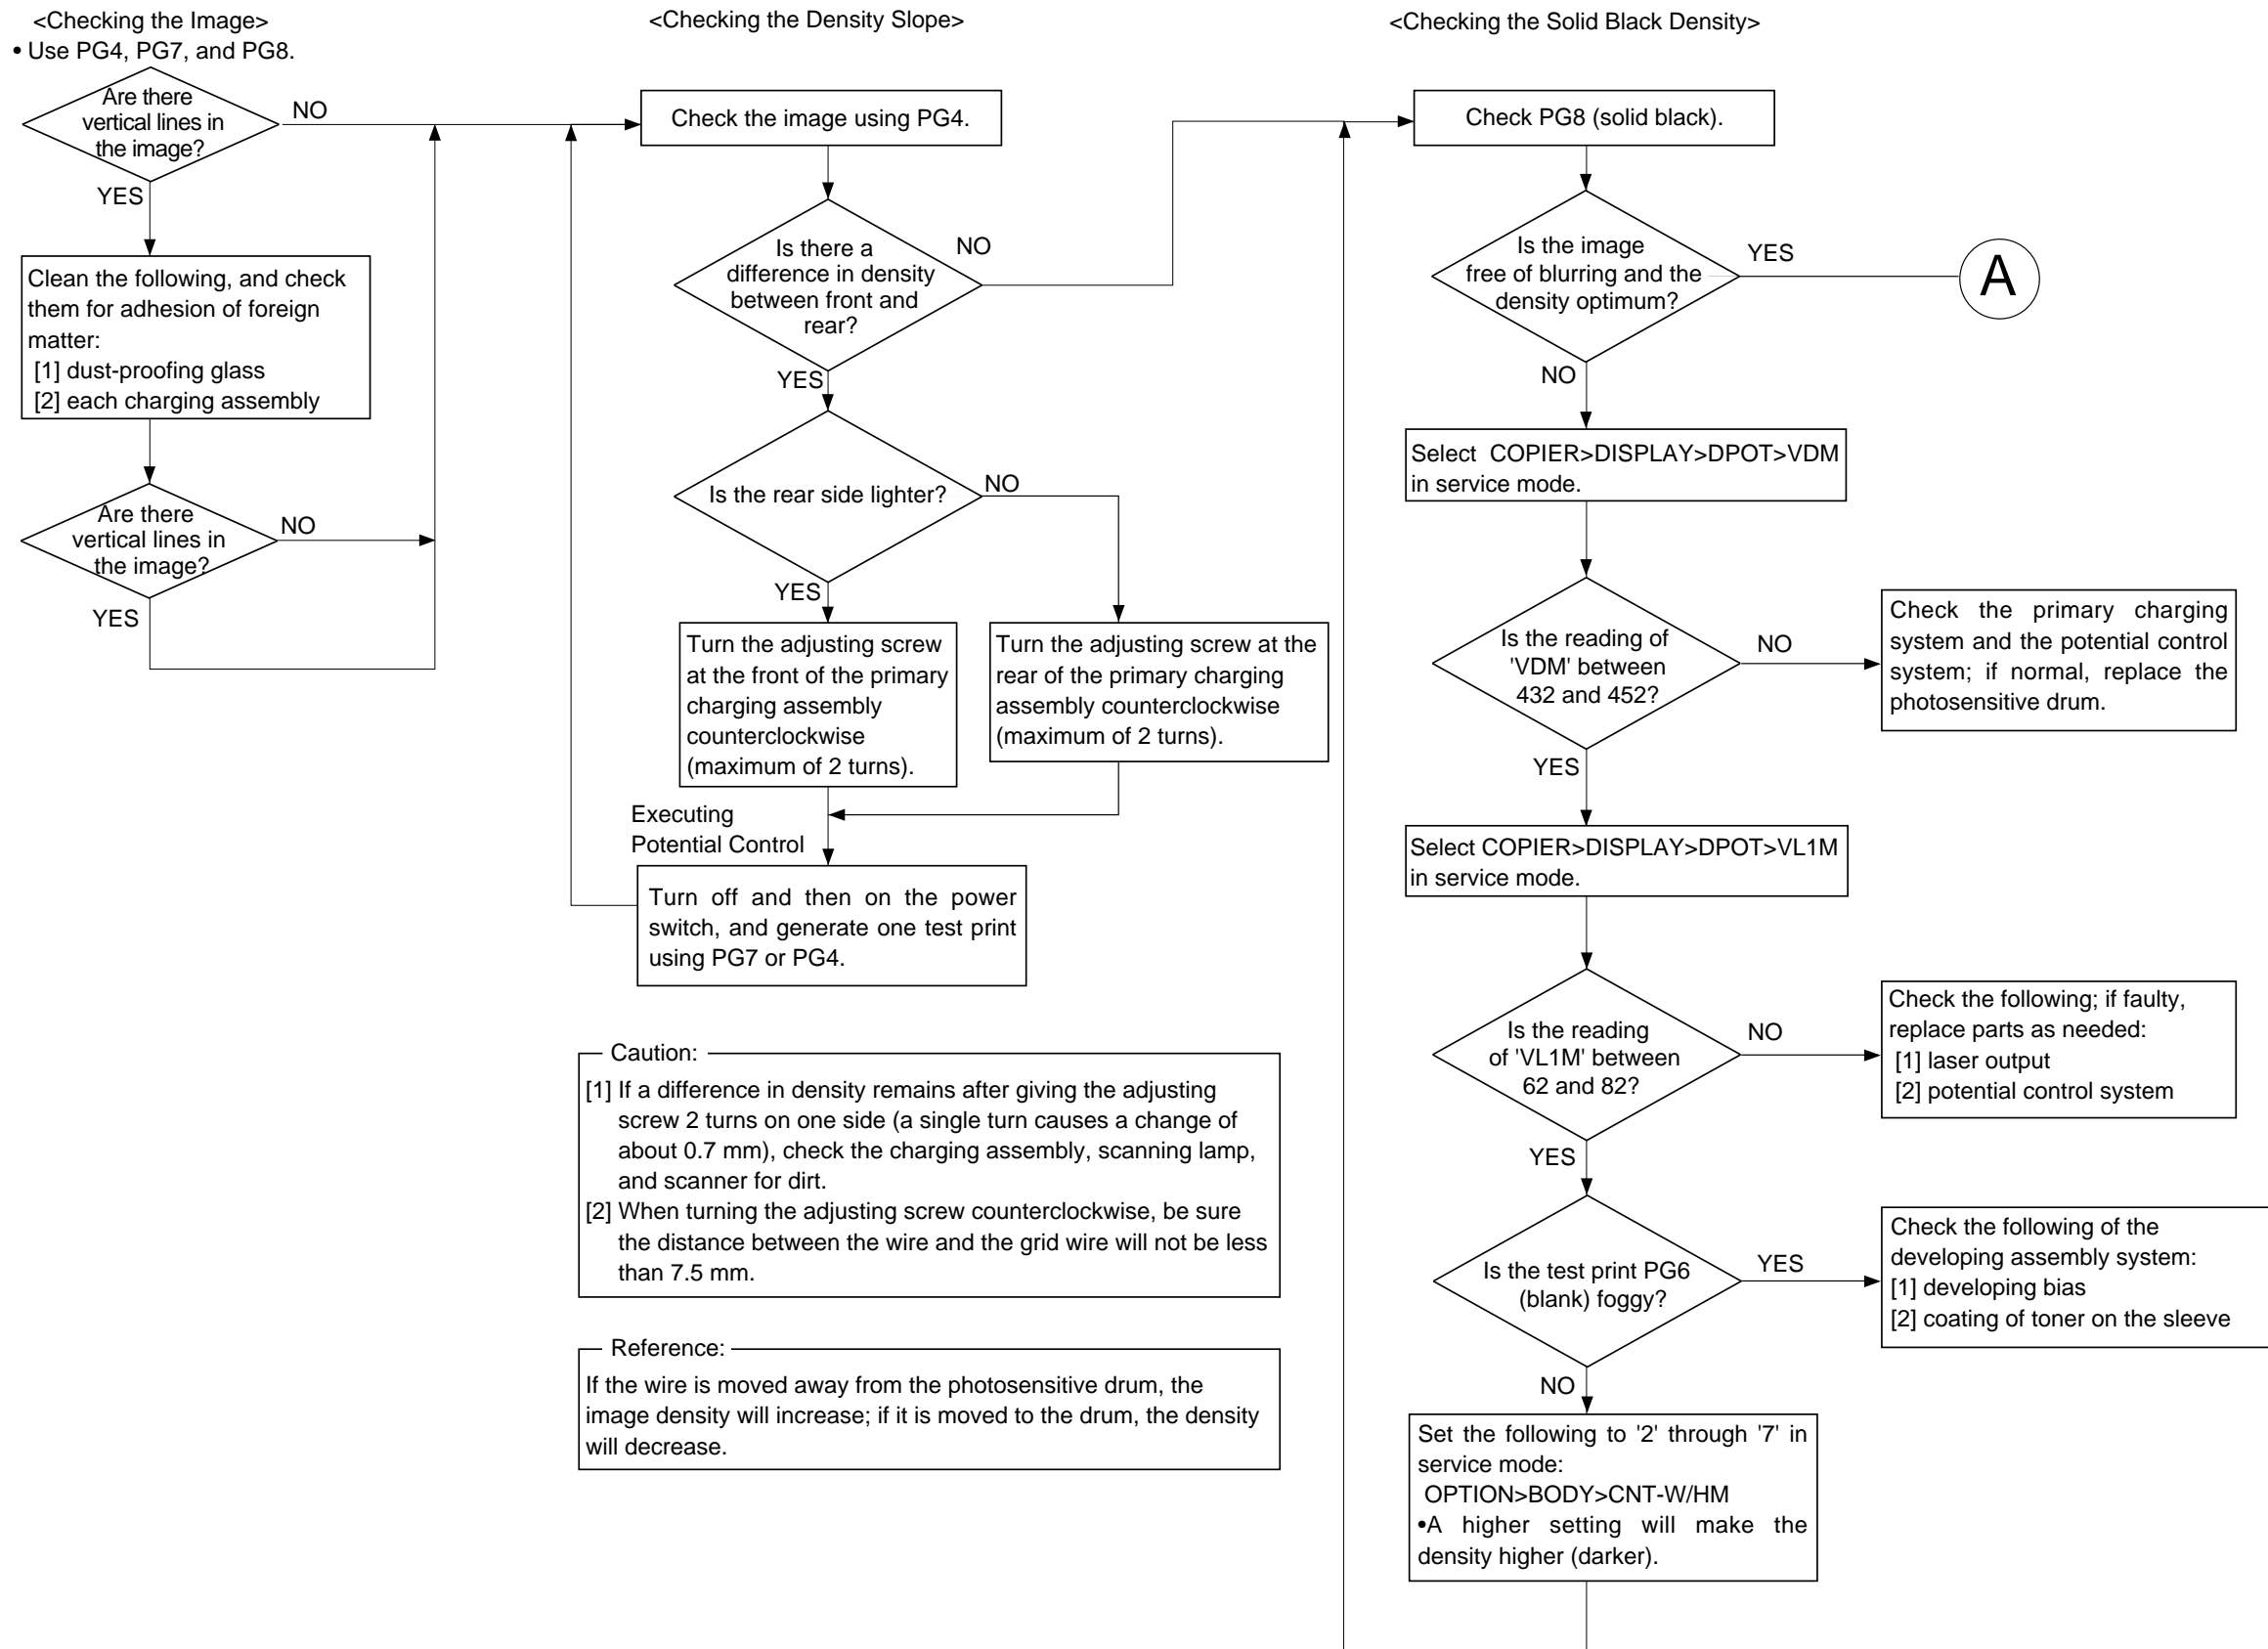 <Checking the Image>
• Use PG4, PG7, and PG8.
Are there
vertical lines in
the image?
NO
YES
Clean the following, and check
them for adhesion of foreign
matter:
[1] dust-proofing glass
[2] each charging assembly
Are there
vertical lines in
the image?
NO
YES
<Checking the Density Slope>
Check the image using PG4.
Is there a
difference in density
between front and
rear?
NO
YES
Is the rear side lighter?
NO
YES
Turn the adjusting screw
at the front of the primary
charging assembly
counterclockwise
(maximum of 2 turns).
Turn the adjusting screw at the
rear of the primary charging
assembly counterclockwise
(maximum of 2 turns).
Executing
Potential Control
Turn off and then on the power
switch, and generate one test print
using PG7 or PG4.
Caution:
[1] If a difference in density remains after giving the adjusting
screw 2 turns on one side (a single turn causes a change of
about 0.7 mm), check the charging assembly, scanning lamp,
and scanner for dirt.
[2] When turning the adjusting screw counterclockwise, be sure
the distance between the wire and the grid wire will not be less
than 7.5 mm.
Reference:
If the wire is moved away from the photosensitive drum, the
image density will increase; if it is moved to the drum, the density
will decrease.
<Checking the Solid Black Density>
Check PG8 (solid black).
Is the image
free of blurring and the
density optimum?
YES
A
NO
Select COPIER>DISPLAY>DPOT>VDM
in service mode.
Is the reading of
'VDM' between
432 and 452?
NO
Check the primary charging
system and the potential control
system; if normal, replace the
photosensitive drum.
YES
Select COPIER>DISPLAY>DPOT>VL1M
in service mode.
Is the reading
of 'VL1M' between
62 and 82?
NO
Check the following; if faulty,
replace parts as needed:
[1] laser output
[2] potential control system
YES
Is the test print PG6
(blank) foggy?
YES
Check the following of the
developing assembly system:
[1] developing bias
[2] coating of toner on the sleeve
NO
Set the following to '2' through '7' in
service mode:
OPTION>BODY>CNT-W/HM
•A higher setting will make the
density higher (darker).